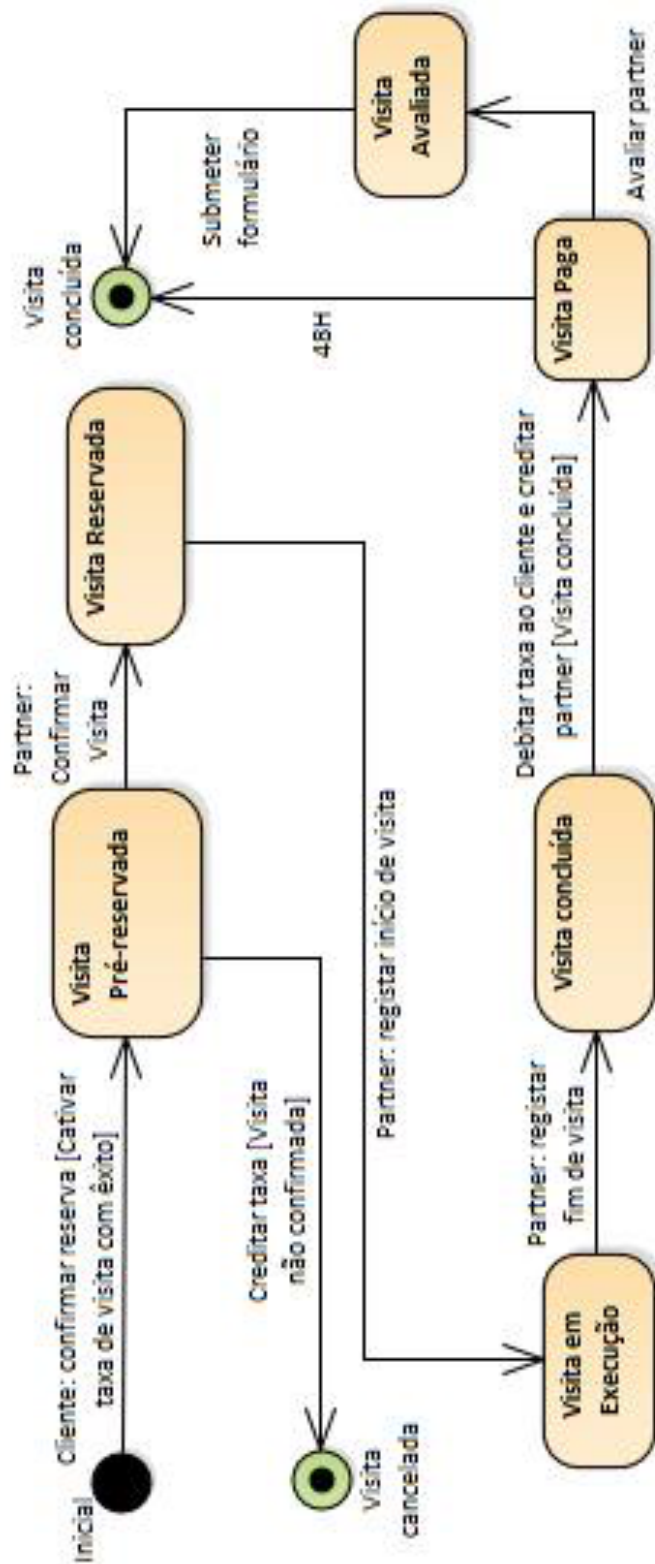 Inicial
Cliente: confirmar reserva [Cativar
taxa de visita com êxito]
Visita
Pré-reservada
Partner:
Confirmar
Visita
Visita Reservada
Visita
concluída
Submeter
formulário
Visita
Avaliada
Creditar taxa [Visita
não confirmada]
Visita
cancelada
Partner: registar início de visita
48H
Visita em
Execução
Partner: registar
fim de visita
Visita concluída
Debitar taxa ao cliente e creditar
partner [Visita concluída]
Visita Paga
Avaliar partner